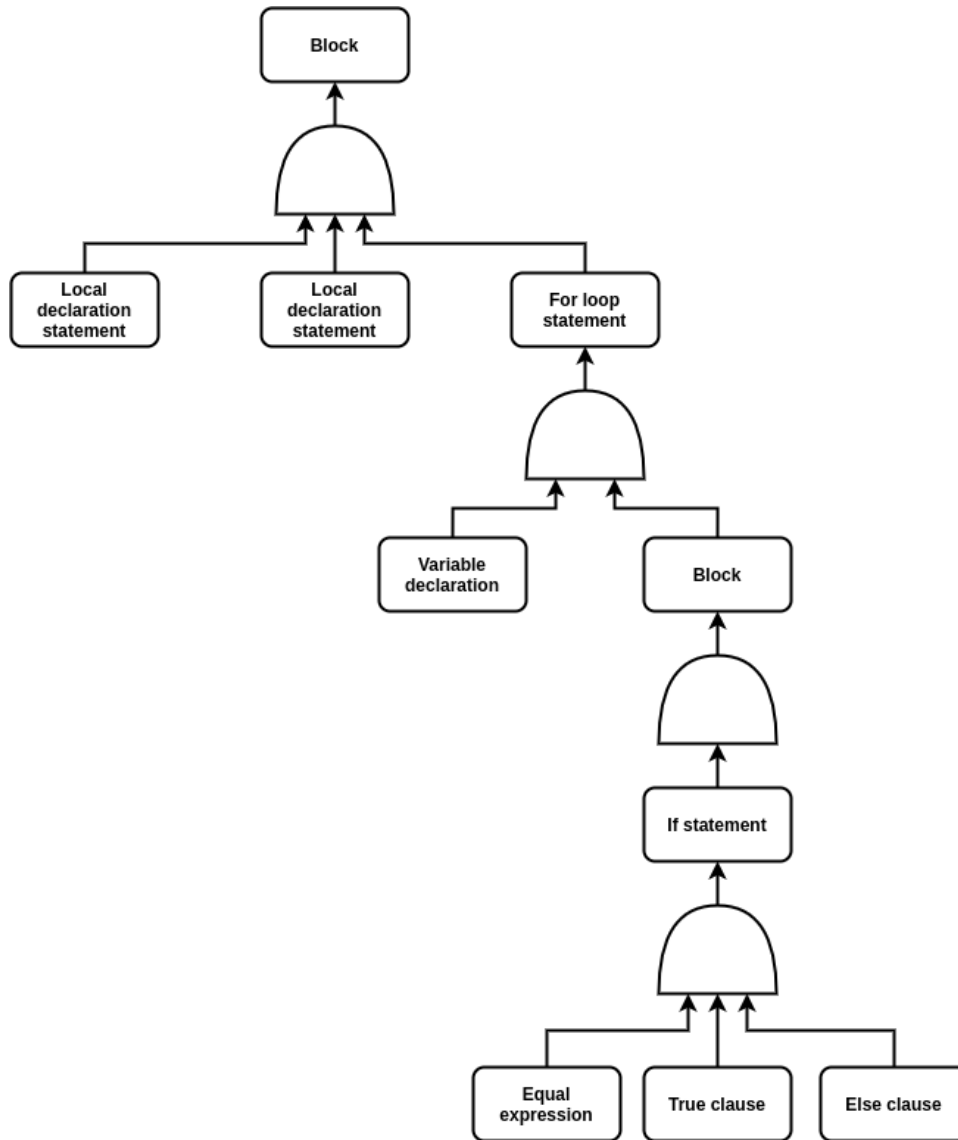 Block
Local
declaration
statement
Local
declaration
statement
For loop
statement
Variable
declaration
Block
If statement
Equal
expression
True clause
Else clause